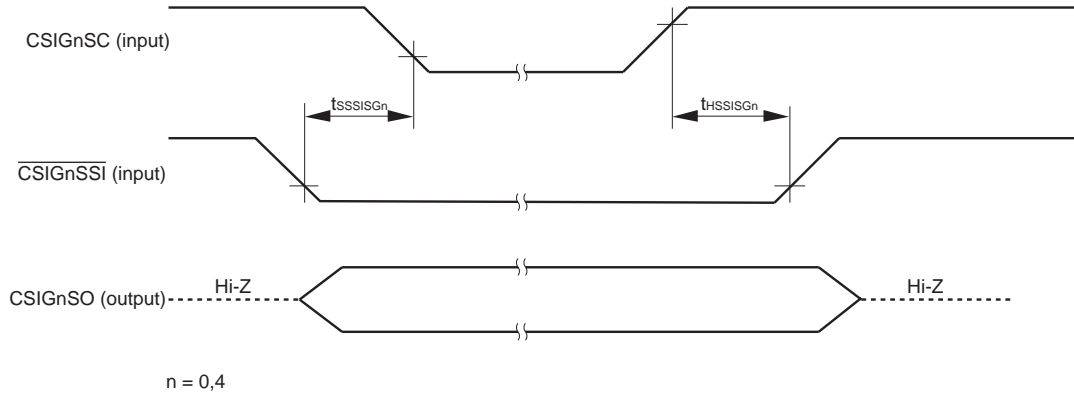 CSIGnSC (input)
tSSSISGn
tHSSISGn
CSIGnSSI (input)
Hi-Z
Hi-Z
CSIGnSO (output)
n = 0,4